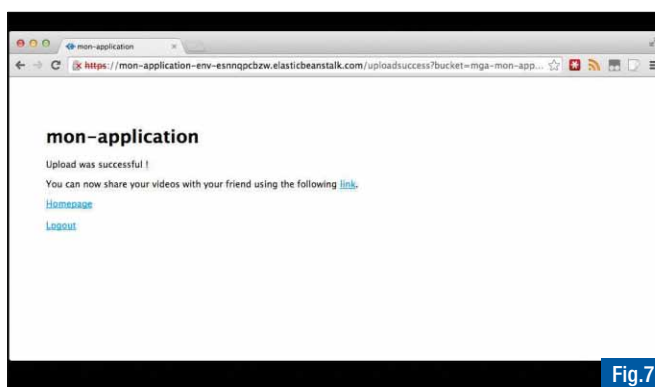 mon-application
https://mon-application-env-esnnqpcbzw.elasticbeanstalk.com/uploadsuccess?bucket=mga-mon-app...
mon-application
Upload was successful !
You can now share your videos with your friend using the following link.
Homepage
Logout
Fig.7